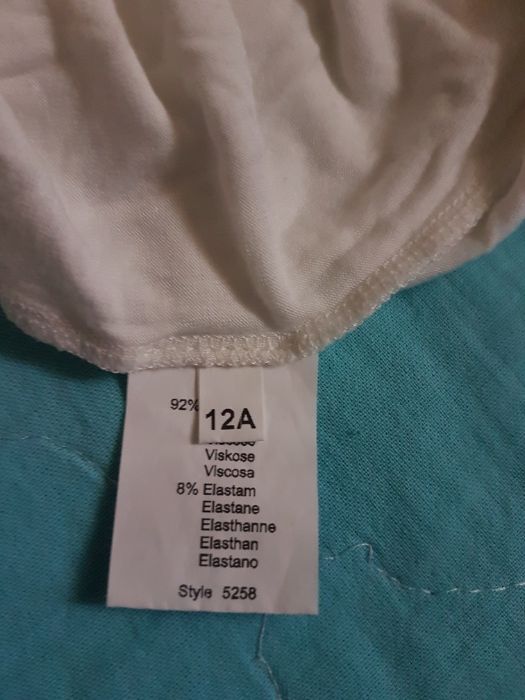 92%
12A
Viskose
Viscosa
8% Elastam
Elastane
Elasthanne
Elasthan
Elastano
Style 5258